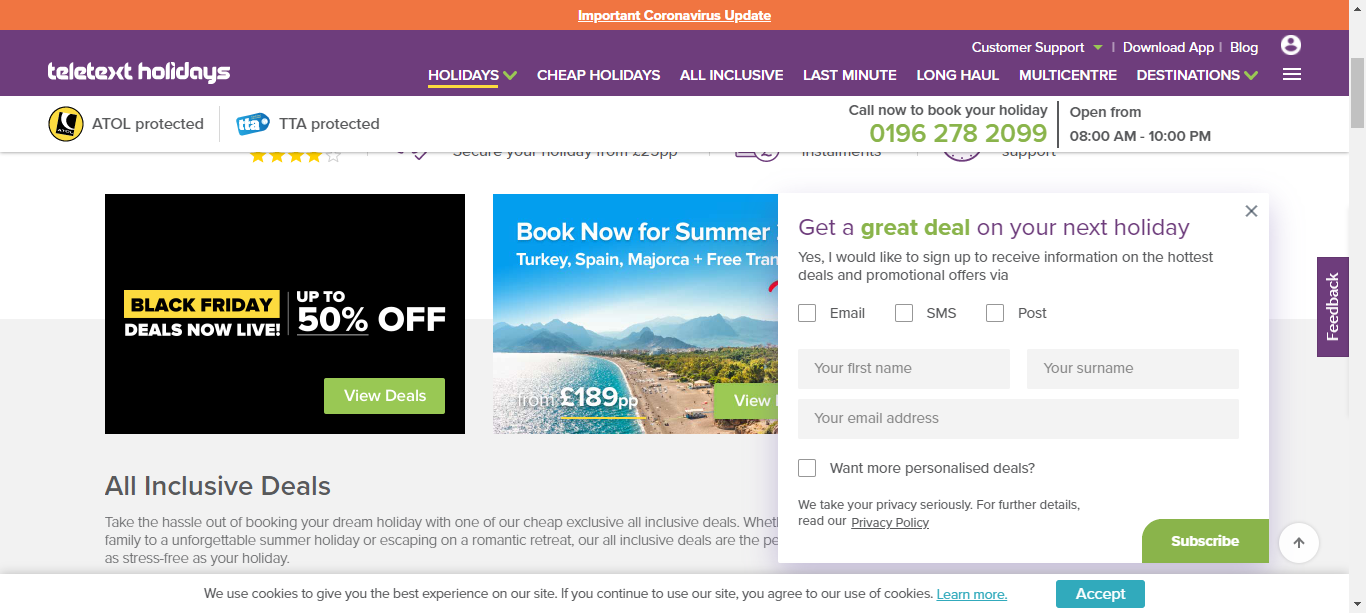 Important Coronavirus Update
Customer Support | Download App | Blog
teletext holidays
HOLIDAYS CHEAP HOLIDAYS ALL INCLUSIVE LAST MINUTE LONG HAUL MULTICENTRE DESTINATIONS
ATOL
ATOL protected
tta
TTA protected
Call now to book your holiday
0196 278 2099
Open from
08:00 AM - 10:00 PM
Secure your holiday from £25pp
instalments
support
BLACK FRIDAY
DEALS NOW LIVE!
UP TO
50% OFF
View Deals
Book Now for Summer
Turkey, Spain, Majorca + Free
from £189pp
View
Get a great deal on your next holiday
Yes, I would like to sign up to receive information on the hottest
deals and promotional offers via
Email SMS Post
Your first name Your surname
Your email address
Want more personalised deals?
We take your privacy seriously. For further details,
read our Privacy Policy
Subscribe
Feedback
All Inclusive Deals
Take the hassle out of booking your dream holiday with one of our cheap exclusive all inclusive deals.
family to a unforgettable summer holiday or escaping on a romantic retreat, our all inclusive deals are the
as stress-free as your holiday.
We use cookies to give you the best experience on our site. If you continue to use our site, you agree to our use of cookies. Learn more.
Accept